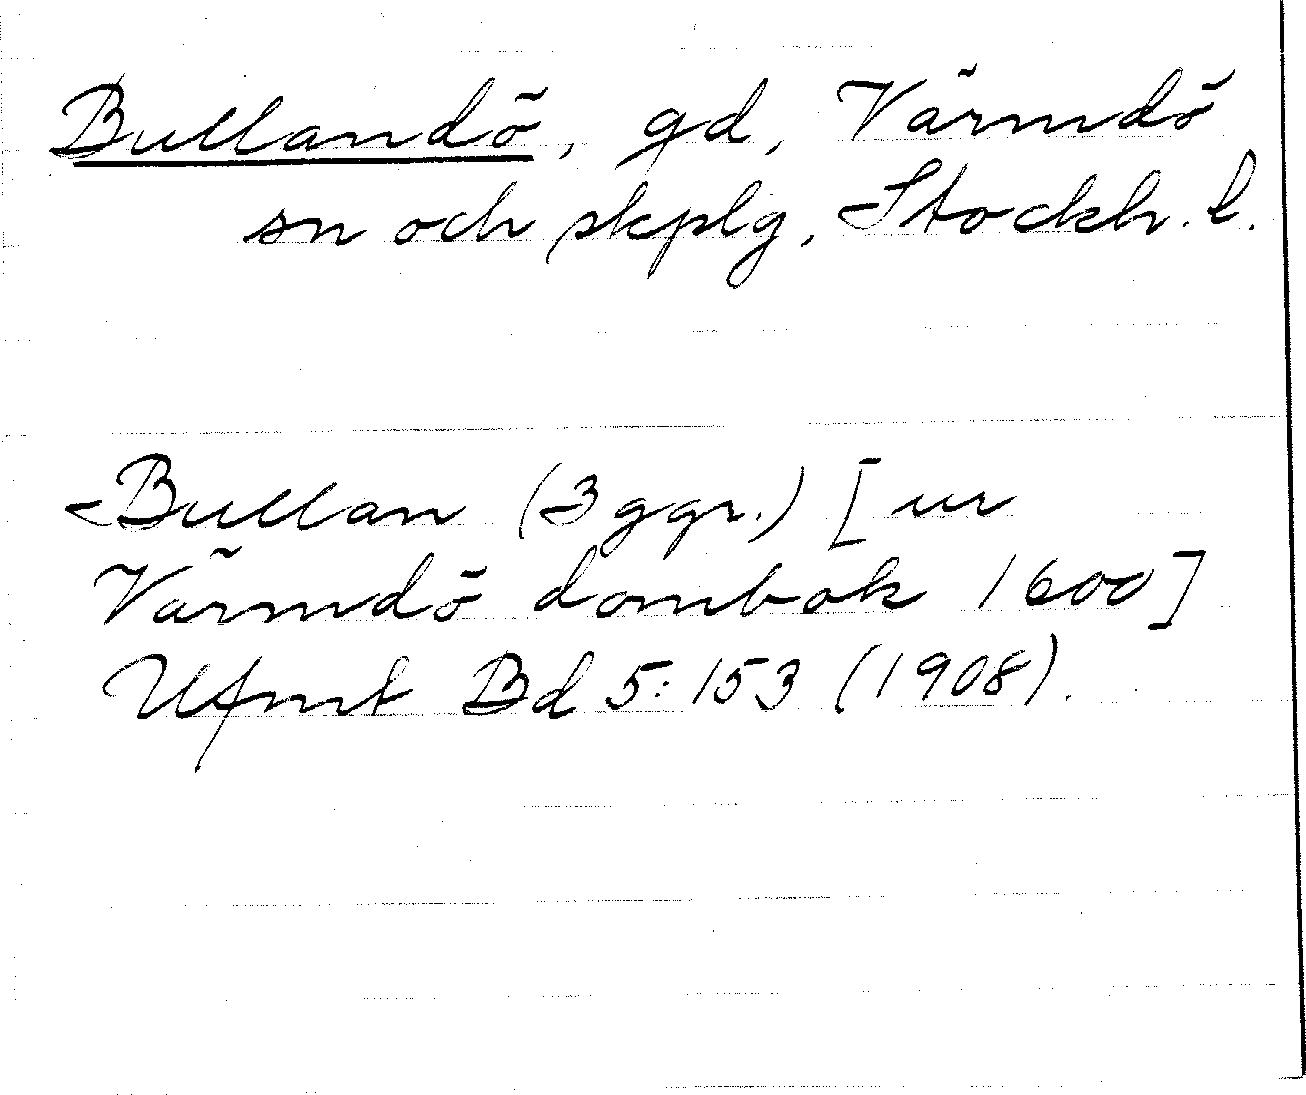 Bullandö, gd, Värmdö
sn och skplg, Stockh. l.
Bullan (3 ggr.) [ur
Värmdö dombok 1600]
Ufmt Bd 5: 153 (1908).